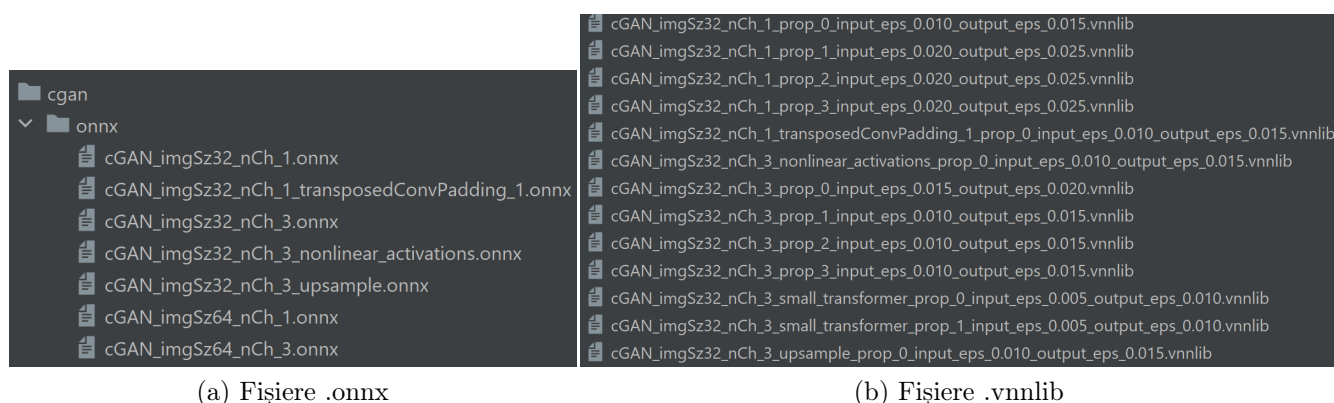 cgan
onnx
cGAN_imgSz32_nCh_1.onnx
cGAN_imgSz32_nCh_1_transposedConvPadding_1.onnx
cGAN_imgSz32_nCh_3.onnx
cGAN_imgSz32_nCh_3_nonlinear_activations.onnx
cGAN_imgSz32_nCh_3_upsample.onnx
cGAN_imgSz64_nCh_1.onnx
cGAN_imgSz64_nCh_3.onnx
(a) Fișiere .onnx
cGAN_imgSz32_nCh_1_prop_0_input_eps_0.010_output_eps_0.015.vnnlib
cGAN_imgSz32_nCh_1_prop_1_input_eps_0.020_output_eps_0.025.vnnlib
cGAN_imgSz32_nCh_1_prop_2_input_eps_0.020_output_eps_0.025.vnnlib
cGAN_imgSz32_nCh_1_prop_3_input_eps_0.020_output_eps_0.025.vnnlib
cGAN_imgSz32_nCh_1_transposedConvPadding_1_prop_0_input_eps_0.010_output_eps_0.015.vnnlib
cGAN_imgSz32_nCh_3_nonlinear_activations_prop_0_input_eps_0.010_output_eps_0.015.vnnlib
cGAN_imgSz32_nCh_3_prop_0_input_eps_0.015_output_eps_0.020.vnnlib
cGAN_imgSz32_nCh_3_prop_1_input_eps_0.010_output_eps_0.015.vnnlib
cGAN_imgSz32_nCh_3_prop_2_input_eps_0.010_output_eps_0.015.vnnlib
cGAN_imgSz32_nCh_3_prop_3_input_eps_0.010_output_eps_0.015.vnnlib
cGAN_imgSz32_nCh_3_small_transformer_prop_0_input_eps_0.005_output_eps_0.010.vnnlib
cGAN_imgSz32_nCh_3_small_transformer_prop_1_input_eps_0.005_output_eps_0.010.vnnlib
cGAN_imgSz32_nCh_3_upsample_prop_0_input_eps_0.010_output_eps_0.015.vnnlib
(b) Fișiere .vnnlib